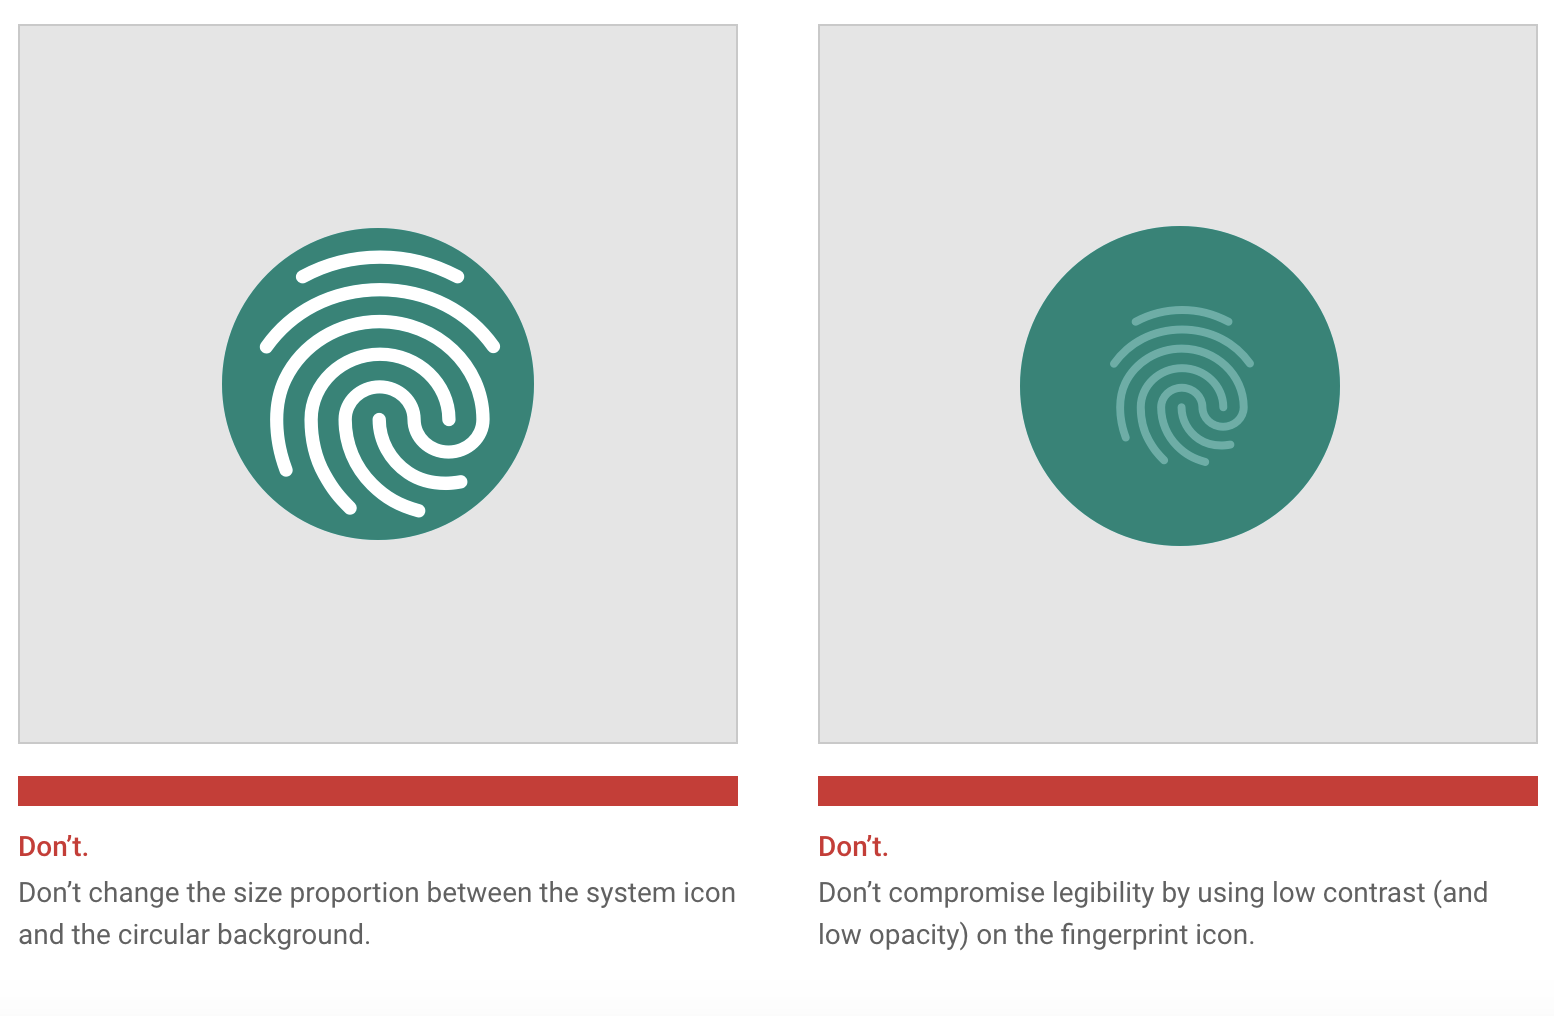 Don’t.
Don’t change the size proportion between the system icon
and the circular background.
Don’t.
Don’t compromise legibility by using low contrast (and
low opacity) on the fingerprint icon.